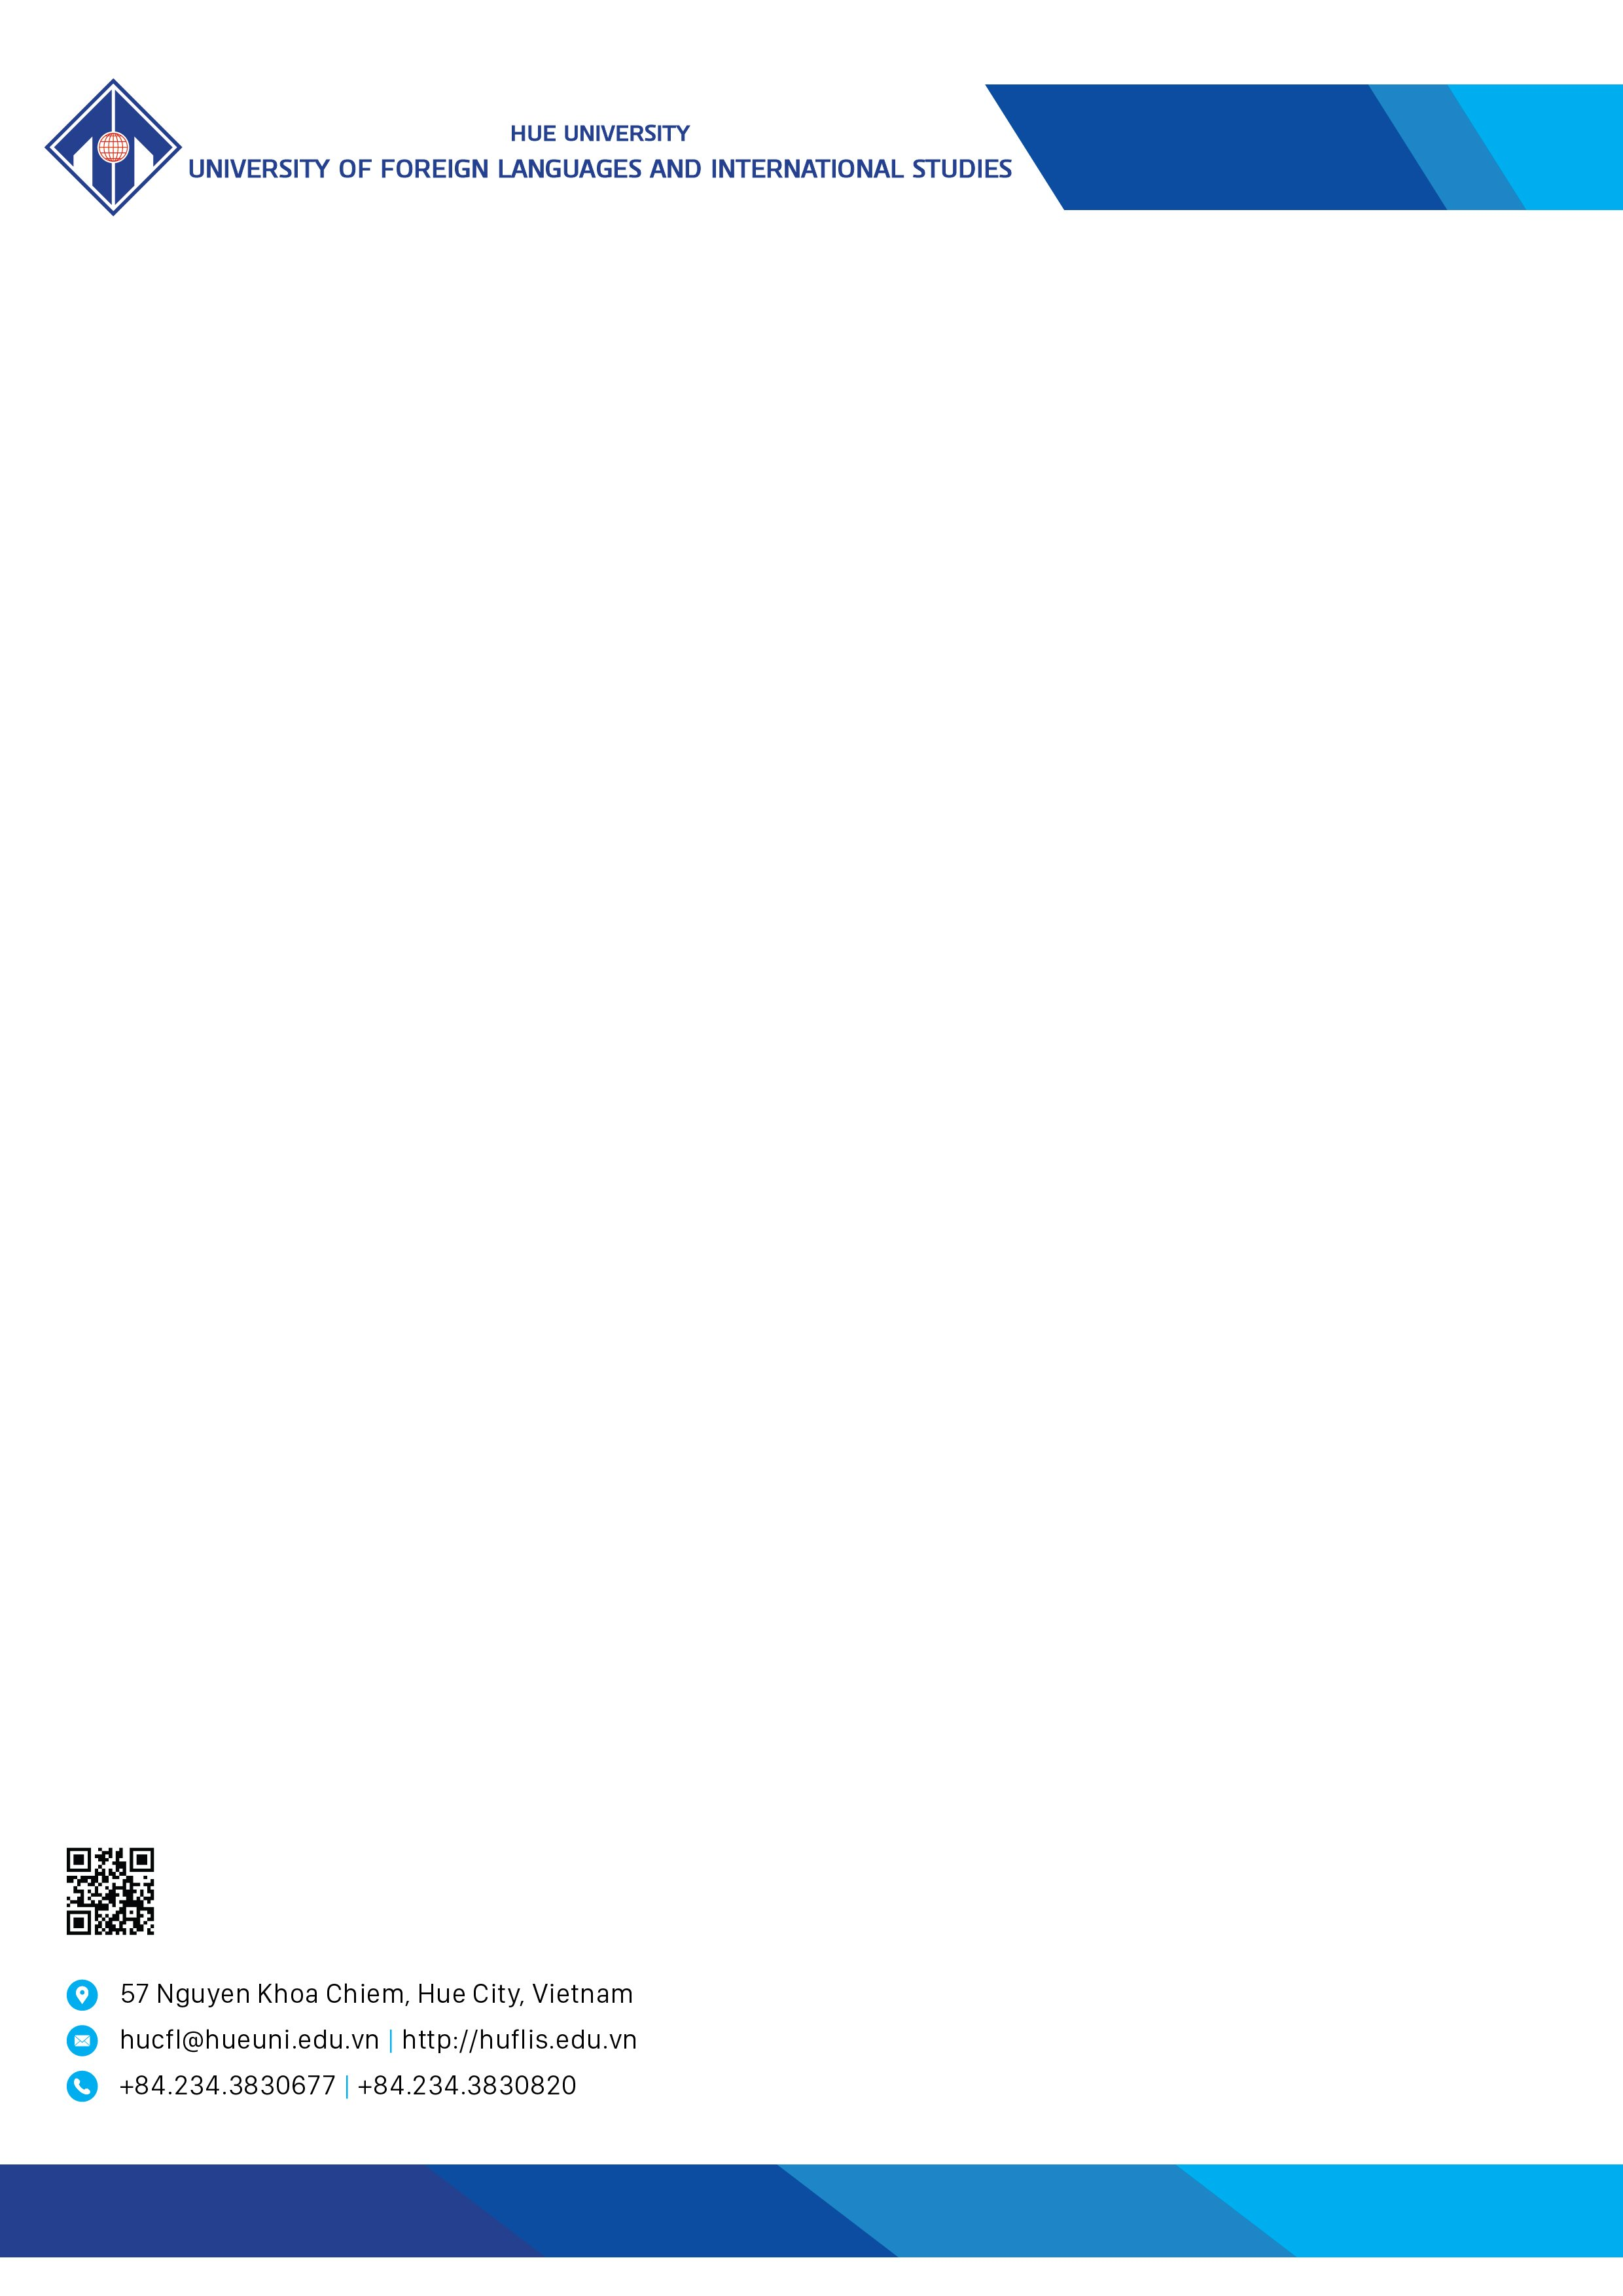 HUE UNIVERSITY
UNIVERSITY OF FOREIGN LANGUAGES AND INTERNATIONAL STUDIES
57 Nguyen Khoa Chiem, Hue City, Vietnam
hucfl@hueuni.edu.vn | http://huflis.edu.vn
+84.234.3830677 | +84.234.3830820